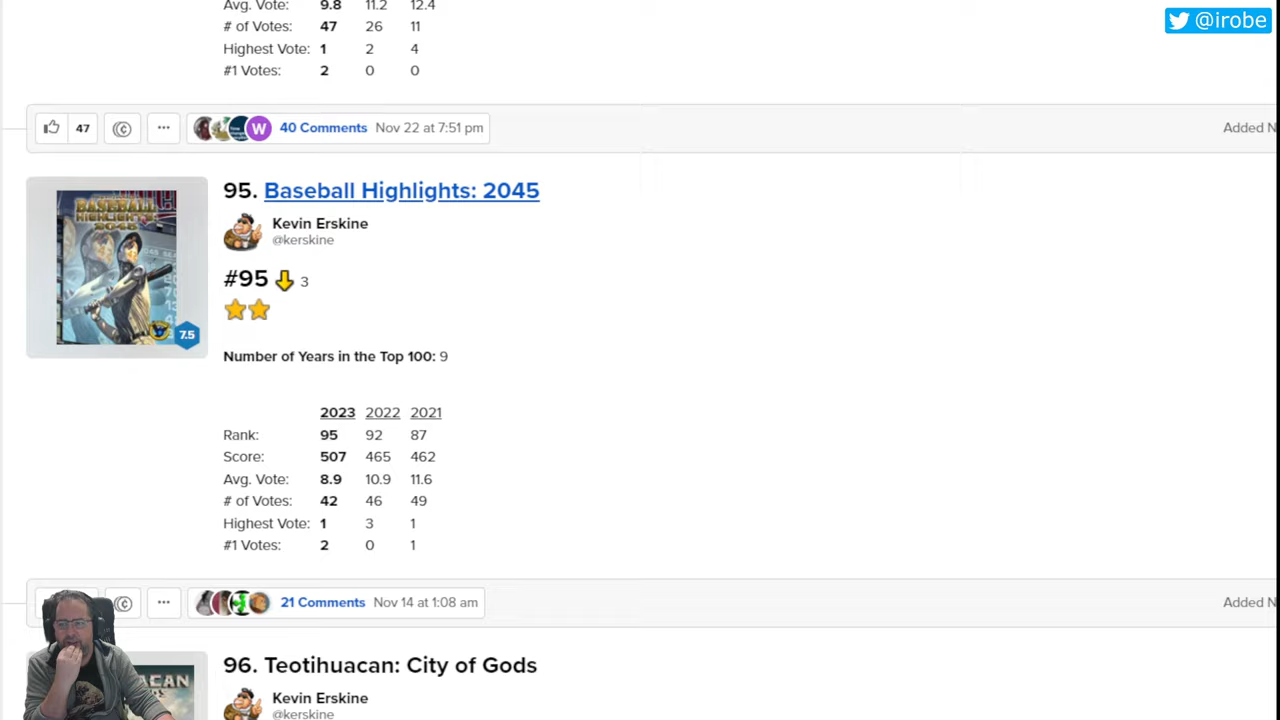 Avg. Vote: 9.8 11.2 12.4
@irobe
# of Votes: 47 26 11
Highest Vote: 1 2 4
#1 Votes: 2 0 0
47 W 40 Comments Nov 22 at 7:51 pm Added N
95. Baseball Highlights: 2045
BASEBALL
HIGHLIGHTS
2045
7.5
Kevin Erskine
@kerskine
#95 3
Number of Years in the Top 100: 9
2023 2022 2021
Rank: 95 92 87
Score: 507 465 462
Avg. Vote: 8.9 10.9 11.6
# of Votes: 42 46 49
Highest Vote: 1 3 1
#1 Votes: 2 0 1
21 Comments Nov 14 at 1:08 am Added N
96. Teotihuacan: City of Gods
Kevin Erskine
@kerskine